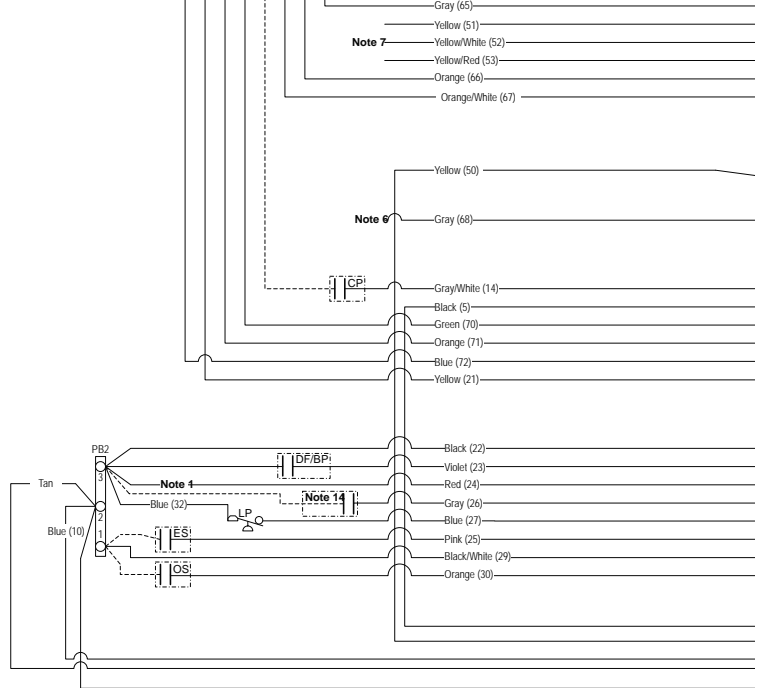 Gray (65)
Yellow (51)
Note 7 Yellow/White (52)
Yellow/Red (53)
Orange (66)
Orange/White (67)
Yellow (50)
Note 6 Gray (68)
CP Gray/White (14)
Black (5)
Green (70)
Orange (71)
Blue (72)
Yellow (21)
PB2 Black (22)
DF/BP Violet (23)
3
Tan Note 1 Red (24)
Note 14 Gray (26)
Blue (32)
LP Blue (27)
2
Blue (10) 1 ES Pink (25)
Black/White (29)
OS Orange (30)